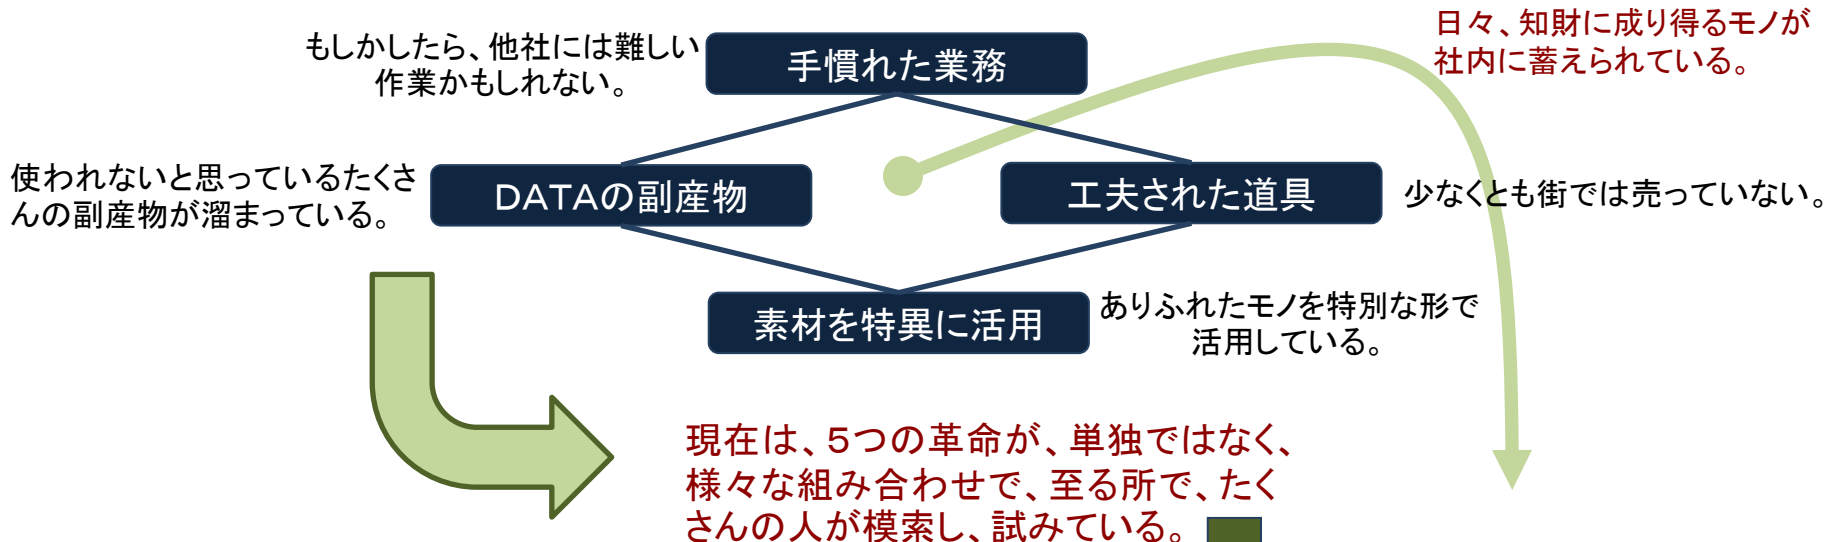 日々、知財に成り得るモノが
社内に蓄えられている。
もしかしたら、他社には難しい
作業かもしれない。
手慣れた業務
使われないと思っているたくさ
んの副産物が溜まっている。
DATAの副産物
工夫された道具
少なくとも街では売っていない。
素材を特異に活用
ありふれたモノを特別な形で
活用している。
現在は、5つの革命が、単独ではなく、
様々な組み合わせで、至る所で、たく
さんの人が模索し、試みている。